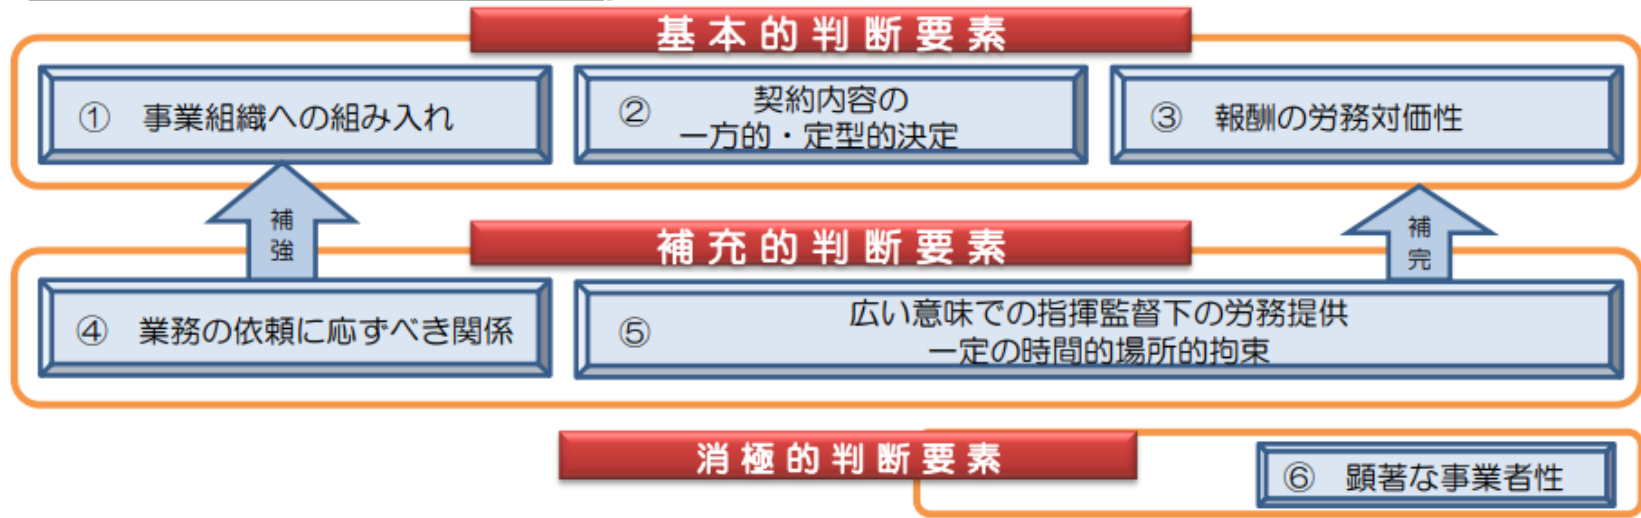 基本的判断要素
① 事業組織への組み入れ
② 契約内容の
一方的・定型的決定
③ 報酬の労務対価性
補強
補完
補充的判断要素
④ 業務の依頼に応ずべき関係
⑤ 広い意味での指揮監督下の労務提供
一定の時間的場所的拘束
消極的判断要素
⑥ 顕著な事業者性